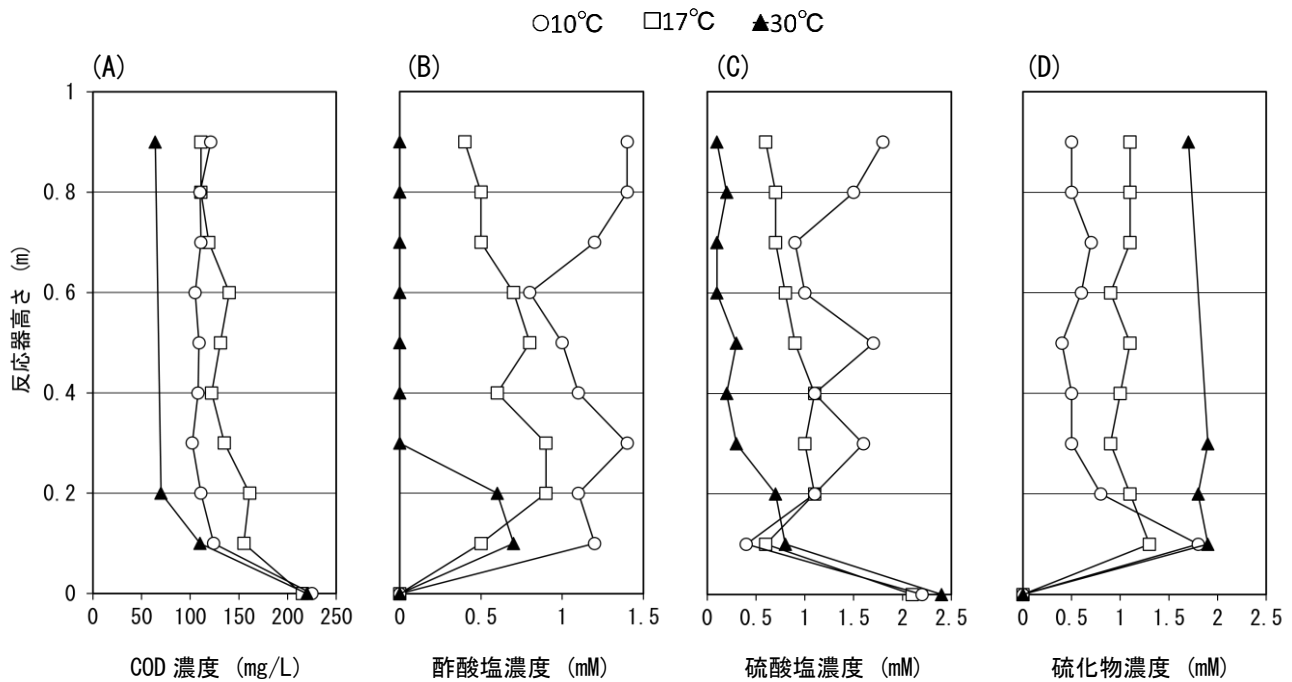 ○10℃ □17℃ ▲30℃
(A) (B) (C) (D)
1
0.8
0.6
0.4
0.2
0
反応器高さ (m)
0 50 100 150 200 250
0 0.5 1 1.5
0 0.5 1 1.5 2 2.5
0 0.5 1 1.5 2 2.5
COD 濃度 (mg/L)
酢酸塩濃度 (mM)
硫酸塩濃度 (mM)
硫化物濃度 (mM)